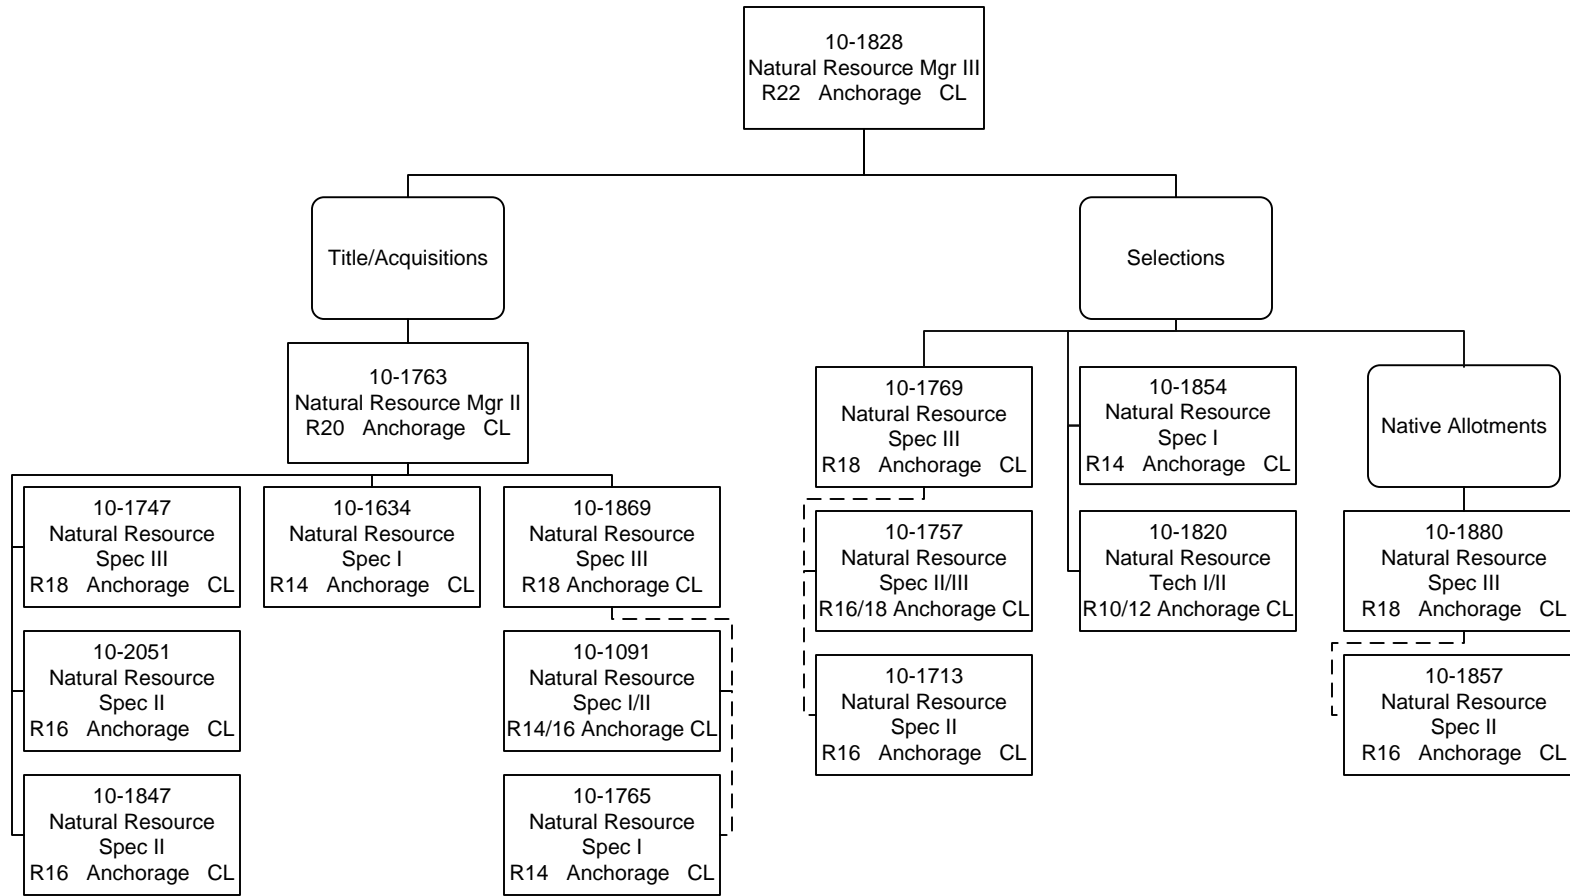 10-1828
Natural Resource Mgr III
R22 Anchorage CL
Title/Acquisitions
Selections
10-1763
Natural Resource Mgr II
R20 Anchorage CL
10-1769
Natural Resource
Spec III
R18 Anchorage CL
10-1854
Natural Resource
Spec I
R14 Anchorage CL
Native Allotments
10-1747
Natural Resource
Spec III
R18 Anchorage CL
10-1634
Natural Resource
Spec I
R14 Anchorage CL
10-1869
Natural Resource
Spec III
R18 Anchorage CL
10-1757
Natural Resource
Spec II/III
R16/18 Anchorage CL
10-1820
Natural Resource
Tech I/II
R10/12 Anchorage CL
10-1880
Natural Resource
Spec III
R18 Anchorage CL
10-2051
Natural Resource
Spec II
R16 Anchorage CL
10-1091
Natural Resource
Spec I/II
R14/16 Anchorage CL
10-1713
Natural Resource
Spec II
R16 Anchorage CL
10-1857
Natural Resource
Spec II
R16 Anchorage CL
10-1847
Natural Resource
Spec II
R16 Anchorage CL
10-1765
Natural Resource
Spec I
R14 Anchorage CL